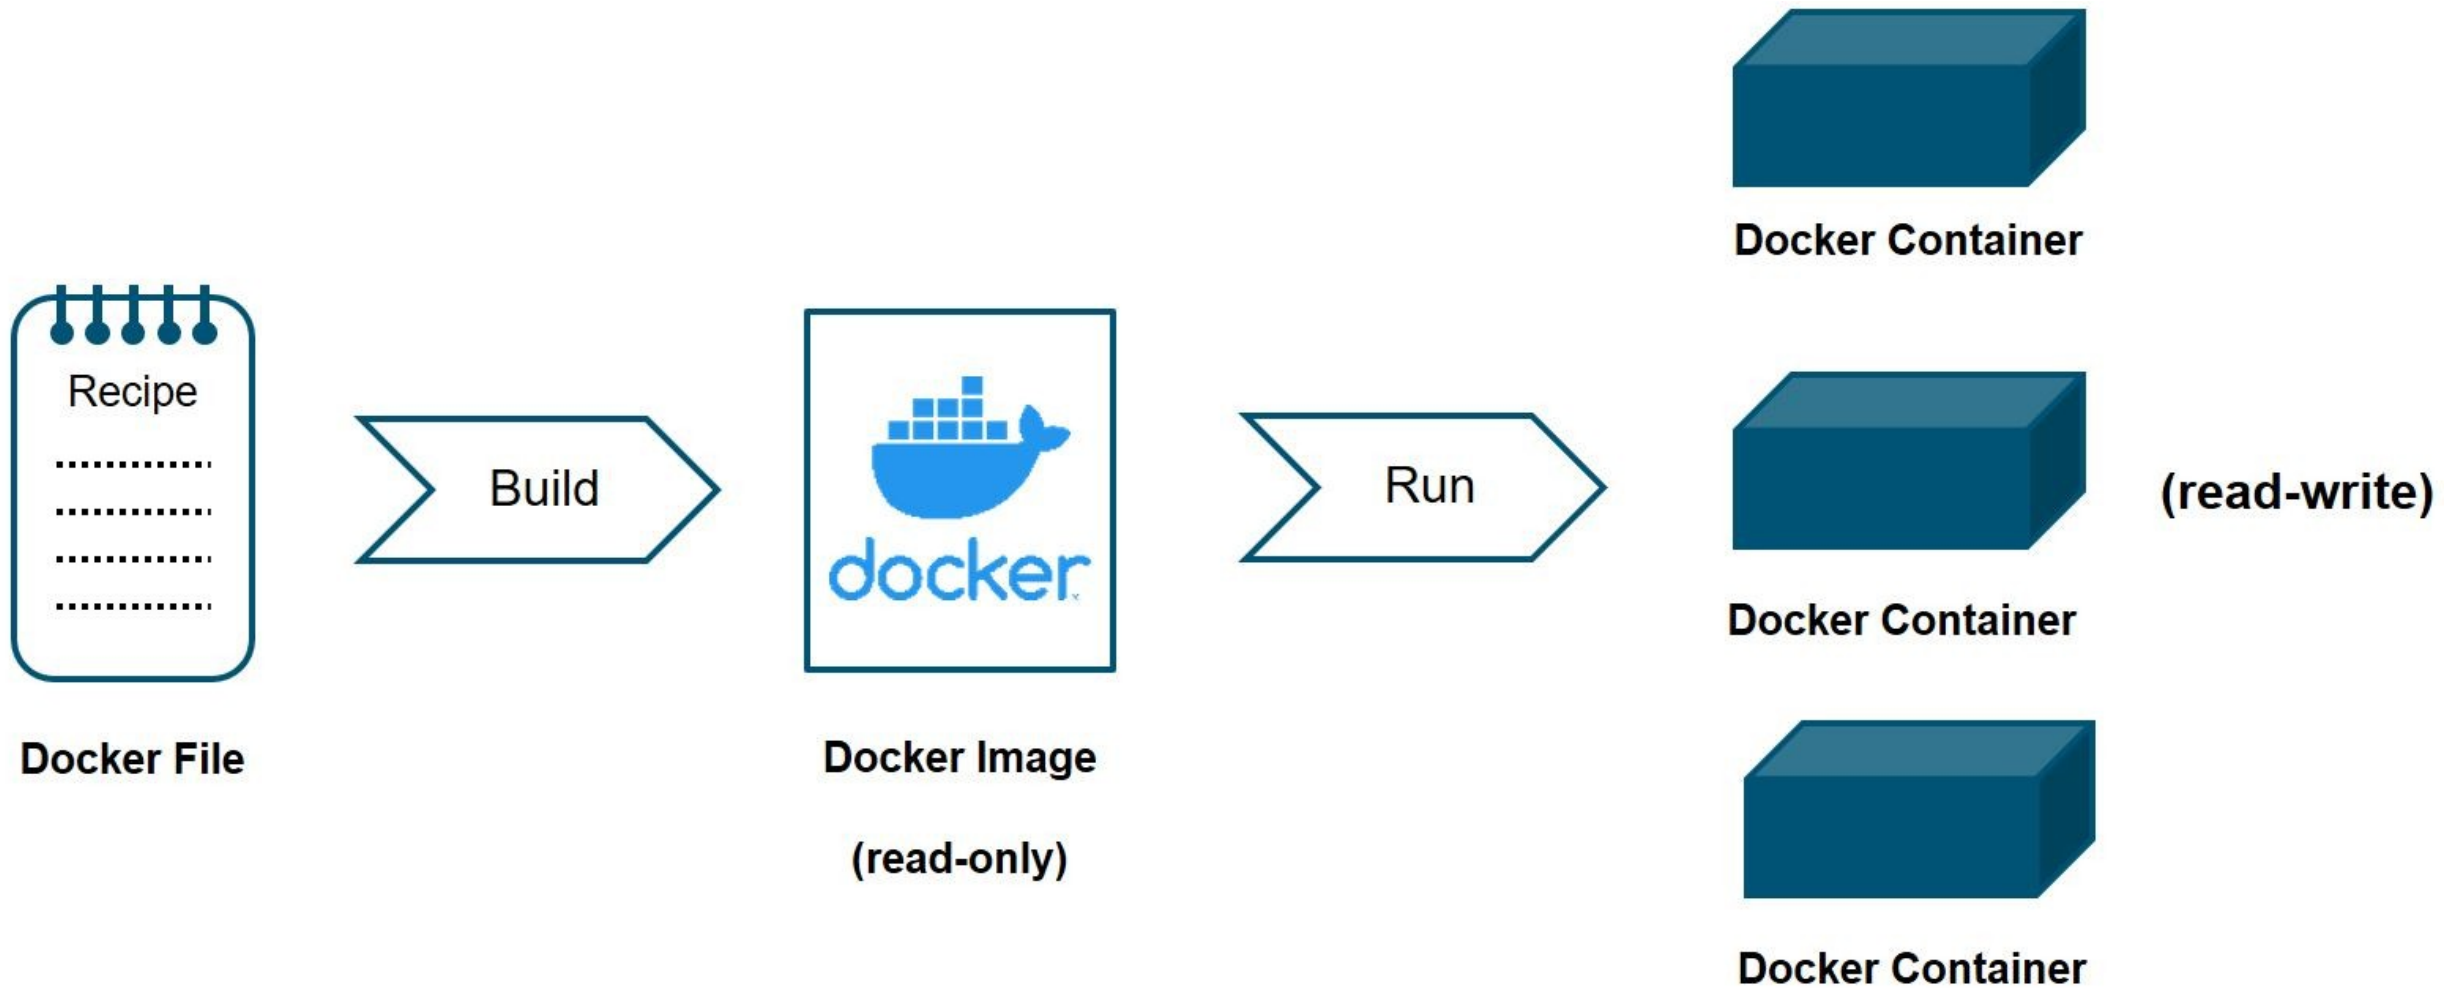 Recipe
Docker File
Build
docker
Docker Image
(read-only)
Run
Docker Container
Docker Container
(read-write)
Docker Container